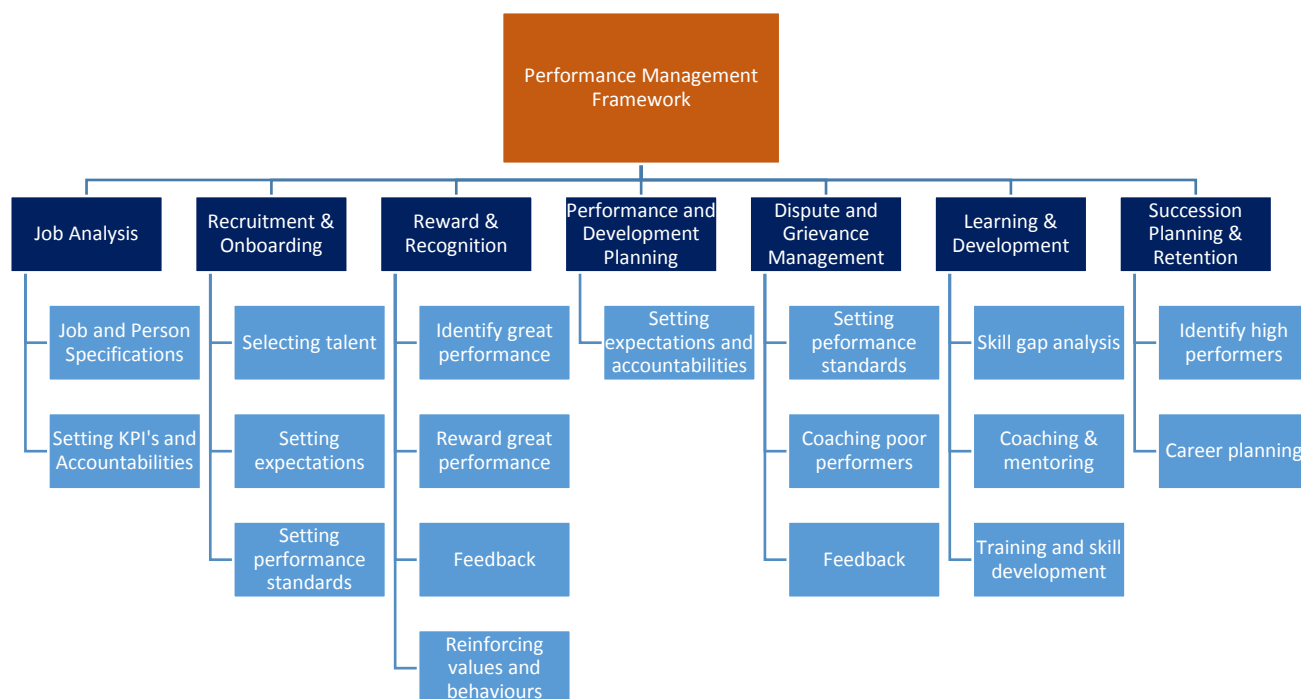 Performance Management
Framework
Job Analysis
Recruitment &
Onboarding
Reward &
Recognition
Performance and
Development
Planning
Dispute and
Grievance
Management
Learning &
Development
Succession
Planning &
Retention
Job and Person
Specifications
Setting KPI's and
Accountabilities
Selecting talent
Setting
expectations
Setting
performance
standards
Identify great
performance
Reward great
performance
Feedback
Reinforcing
values and
behaviours
Setting
expectations and
accountabilities
Setting
peformance
standards
Coaching poor
performers
Feedback
Skill gap analysis
Coaching &
mentoring
Training and skill
development
Identify high
performers
Career planning